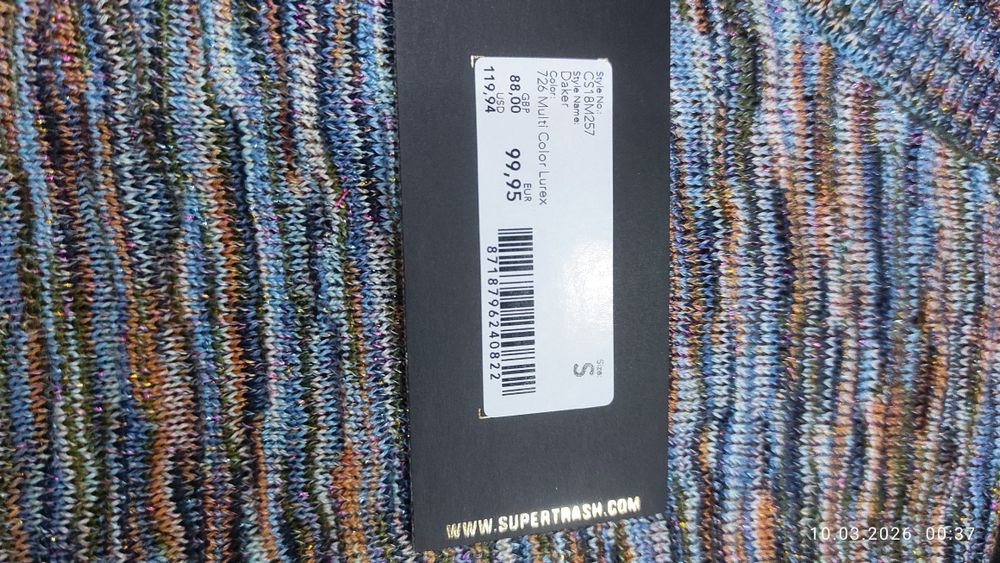 Style No.:
CS18M257
Style Name:
Daker
Color:
726 Multi Color Lurex
Size:
S
GBP
88,00
EUR
99,95
USD
119,94
8718796240822
WWW.SUPERTRASH.COM
10.03.2026 00:37